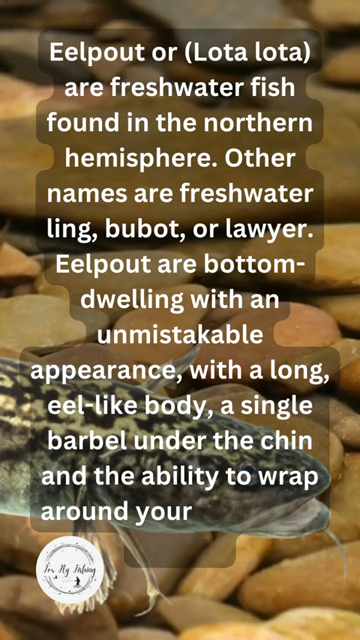 Eelpout or (Lota lota)
are freshwater fish
found in the northern
hemisphere. Other
names are freshwater
ling, bubot, or lawyer.
Eelpout are bottom-
dwelling with an
unmistakable
appearance, with a long,
eel-like body, a single
barbel under the chin
and the ability to wrap
around your
For Fly Fishing